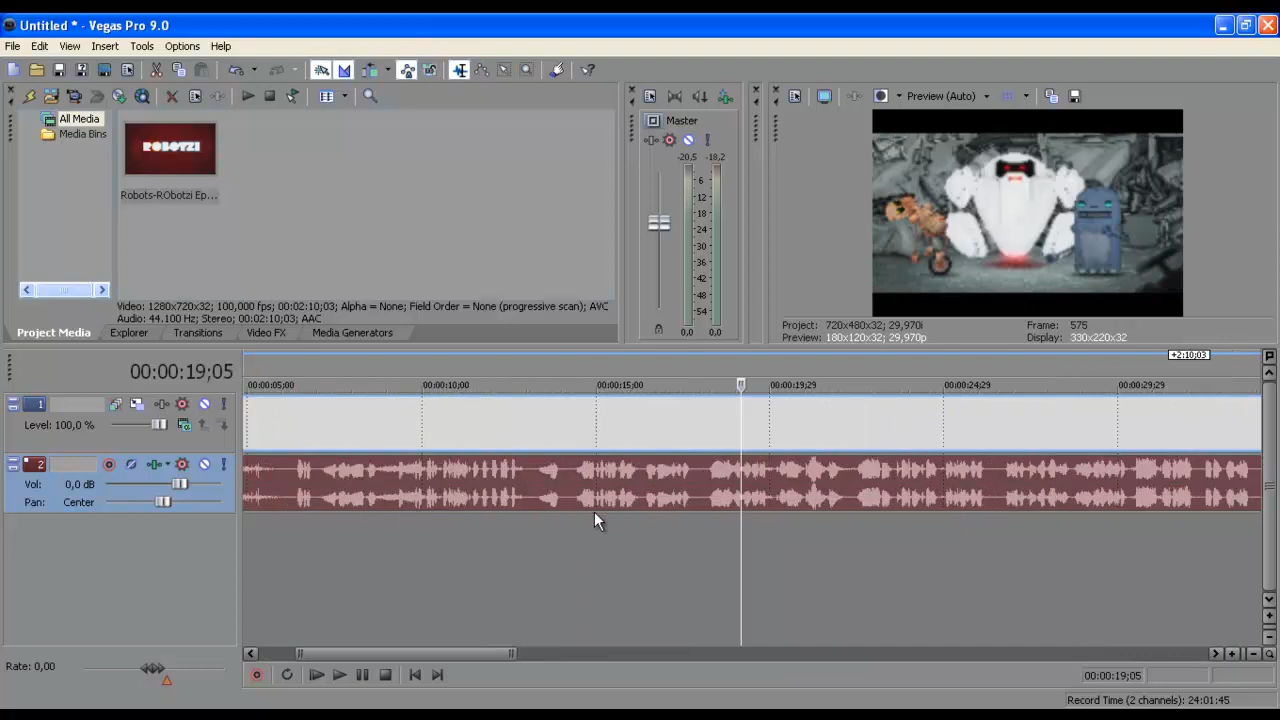 Untitled * - Vegas Pro 9.0
File Edit View Insert Tools Options Help
All Media
Media Bins
ROBOTZI
Robots-RObotzi Ep...
Video: 1280x720x32; 100,000 fps; 00:02:10;03; Alpha = None; Field Order = None (progressive scan); AVC
Audio: 44.100 Hz; Stereo; 00:02:10;03; AAC
Project Media Explorer Transitions Video FX Media Generators
Master
-20,5 -18,2
6
12
18
24
30
36
42
48
54
0,0 0,0
Preview (Auto)
Project: 720x480x32; 29,970i
Preview: 180x120x32; 29,970p
Frame: 575
Display: 330x220x32
+2:10;03
00:00:19;05
00:00:05;00 00:00:10;00 00:00:15;00 00:00:19;29 00:00:24;29 00:00:29;29
1
Level: 100,0 %
2
Vol: 0,0 dB
Pan: Center
Rate: 0,00
00:00:19;05
Record Time (2 channels): 24:01:45